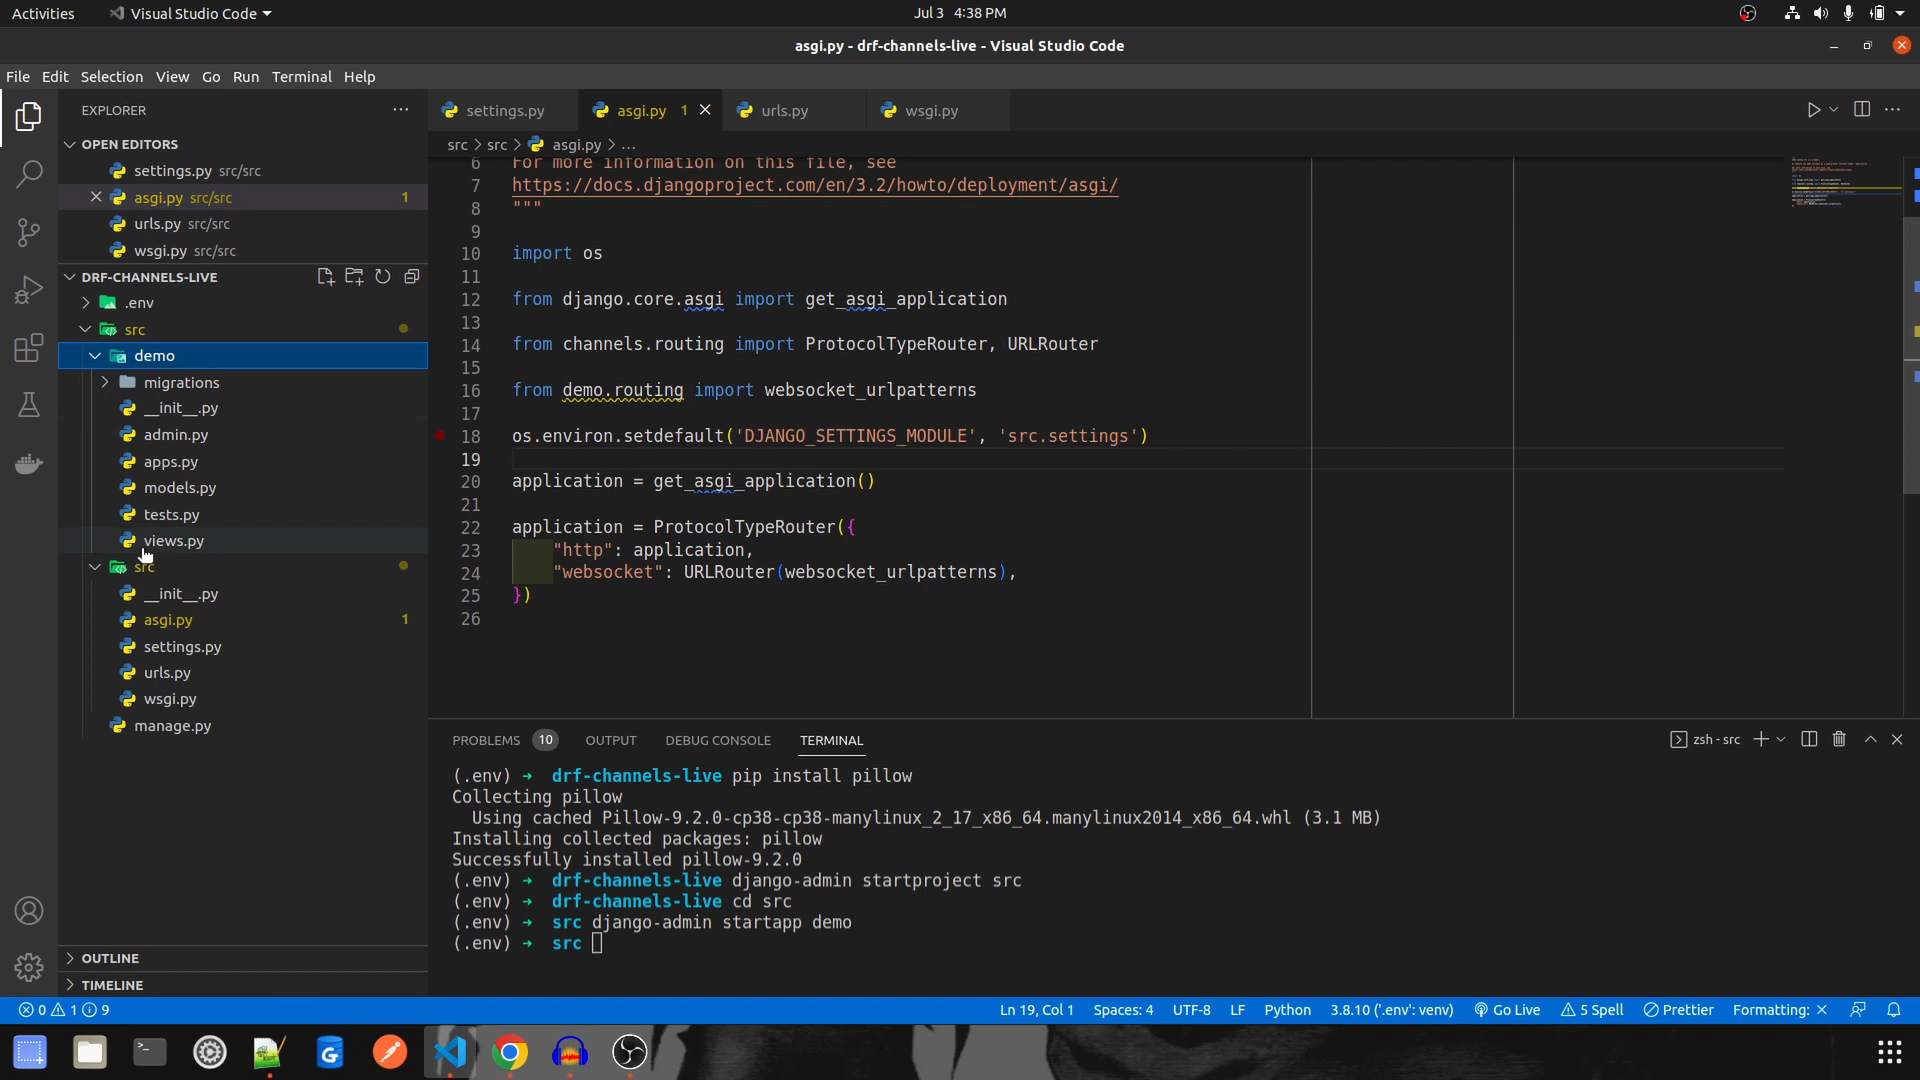 Activities
Visual Studio Code
Jul 3 4:38 PM
asgi.py - drf-channels-live - Visual Studio Code
File Edit Selection View Go Run Terminal Help
EXPLORER
OPEN EDITORS
settings.py src/src
asgi.py src/src 1
urls.py src/src
wsgi.py src/src
DRF-CHANNELS-LIVE
.env
src
demo
migrations
__init__.py
admin.py
apps.py
models.py
tests.py
views.py
src
__init__.py
asgi.py 1
settings.py
urls.py
wsgi.py
manage.py
OUTLINE
TIMELINE
settings.py
asgi.py 1
urls.py
wsgi.py
src > src > asgi.py > ...
6 For more information on this file, see
7 https://docs.djangoproject.com/en/3.2/howto/deployment/asgi/
8 """
9
10 import os
11
12 from django.core.asgi import get_asgi_application
13
14 from channels.routing import ProtocolTypeRouter, URLRouter
15
16 from demo.routing import websocket_urlpatterns
17
18 os.environ.setdefault('DJANGO_SETTINGS_MODULE', 'src.settings')
19
20 application = get_asgi_application()
21
22 application = ProtocolTypeRouter({
23 "http": application,
24 "websocket": URLRouter(websocket_urlpatterns),
25 })
26
PROBLEMS 10 OUTPUT DEBUG CONSOLE TERMINAL
zsh - src
(.env) → drf-channels-live pip install pillow
Collecting pillow
Using cached Pillow-9.2.0-cp38-cp38-manylinux_2_17_x86_64.manylinux2014_x86_64.whl (3.1 MB)
Installing collected packages: pillow
Successfully installed pillow-9.2.0
(.env) → drf-channels-live django-admin startproject src
(.env) → drf-channels-live cd src
(.env) → src django-admin startapp demo
(.env) → src
0 1 9
Ln 19, Col 1 Spaces: 4 UTF-8 LF Python 3.8.10 ('.env': venv) Go Live 5 Spell Prettier Formatting: ×